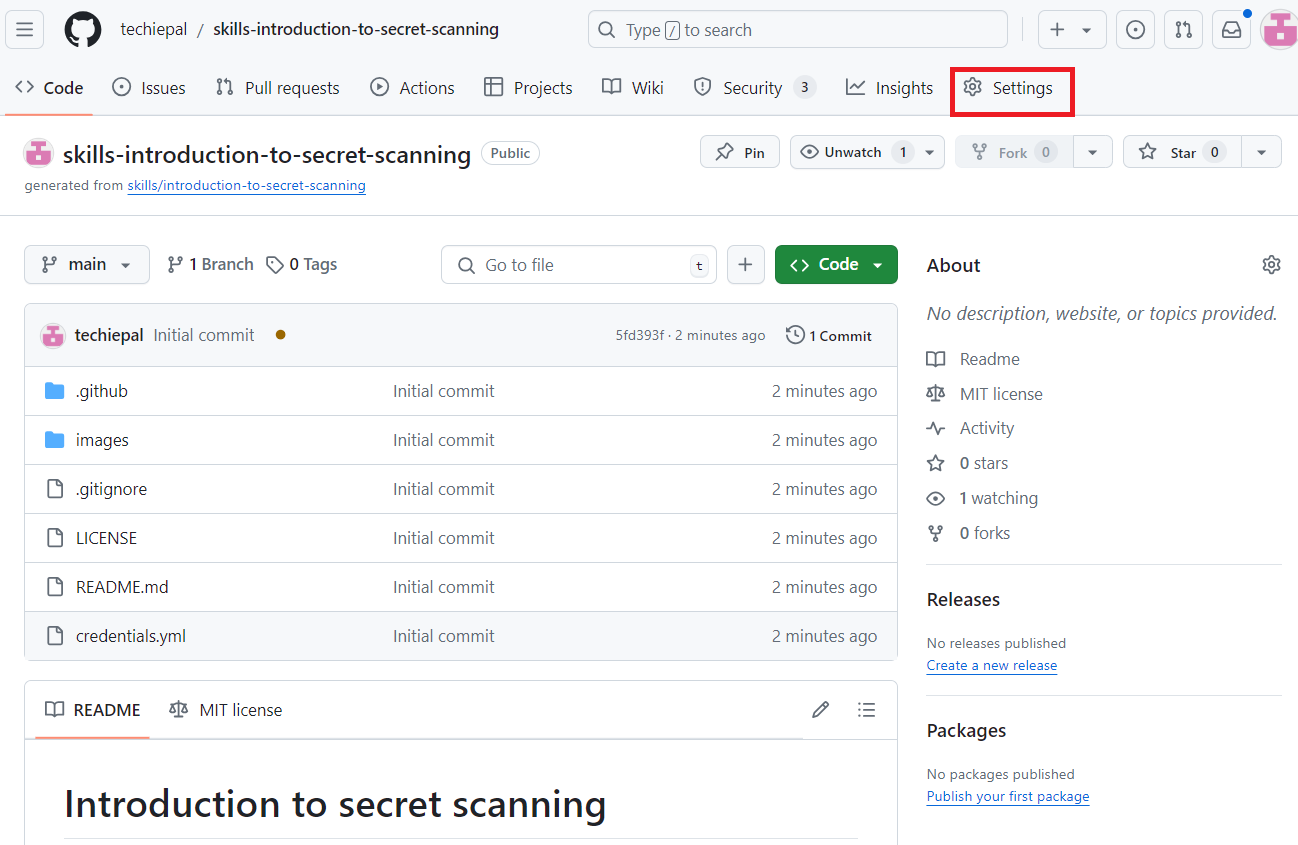 techiepal / skills-introduction-to-secret-scanning
Type / to search
Code Issues Pull requests Actions Projects Wiki Security 3 Insights Settings
skills-introduction-to-secret-scanning Public
Pin Unwatch 1 Fork 0 Star 0
generated from skills/introduction-to-secret-scanning
main 1 Branch 0 Tags Go to file t + Code
techiepal Initial commit 5fd393f · 2 minutes ago 1 Commit
.github Initial commit 2 minutes ago
images Initial commit 2 minutes ago
.gitignore Initial commit 2 minutes ago
LICENSE Initial commit 2 minutes ago
README.md Initial commit 2 minutes ago
credentials.yml Initial commit 2 minutes ago
README MIT license
Introduction to secret scanning
About
No description, website, or topics provided.
Readme
MIT license
Activity
0 stars
1 watching
0 forks
Releases
No releases published
Create a new release
Packages
No packages published
Publish your first package